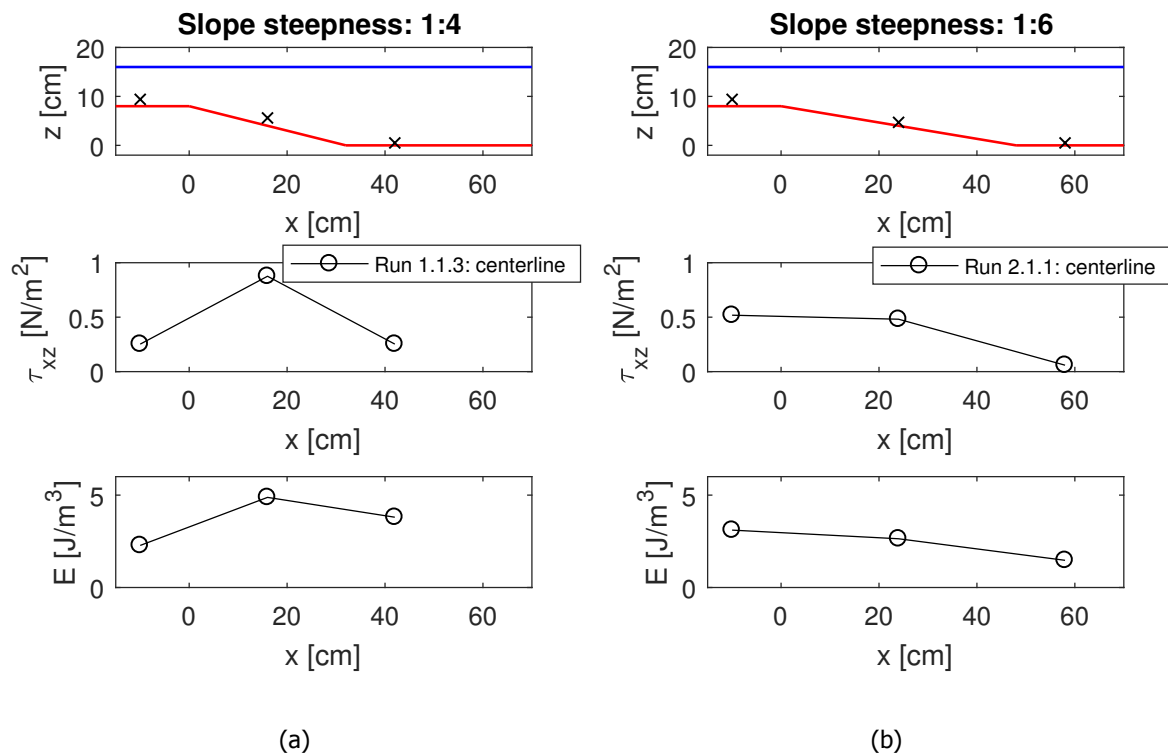 Slope steepness: 1:4
20
10
0
z [cm]
0 20 40 60
x [cm]
Run 1.1.3: centerline
1
0.5
0
τxz [N/m²]
0 20 40 60
x [cm]
5
0
E [J/m³]
0 20 40 60
x [cm]
(a)
Slope steepness: 1:6
20
10
0
z [cm]
0 20 40 60
x [cm]
Run 2.1.1: centerline
1
0.5
0
τxz [N/m²]
0 20 40 60
x [cm]
5
0
E [J/m³]
0 20 40 60
x [cm]
(b)